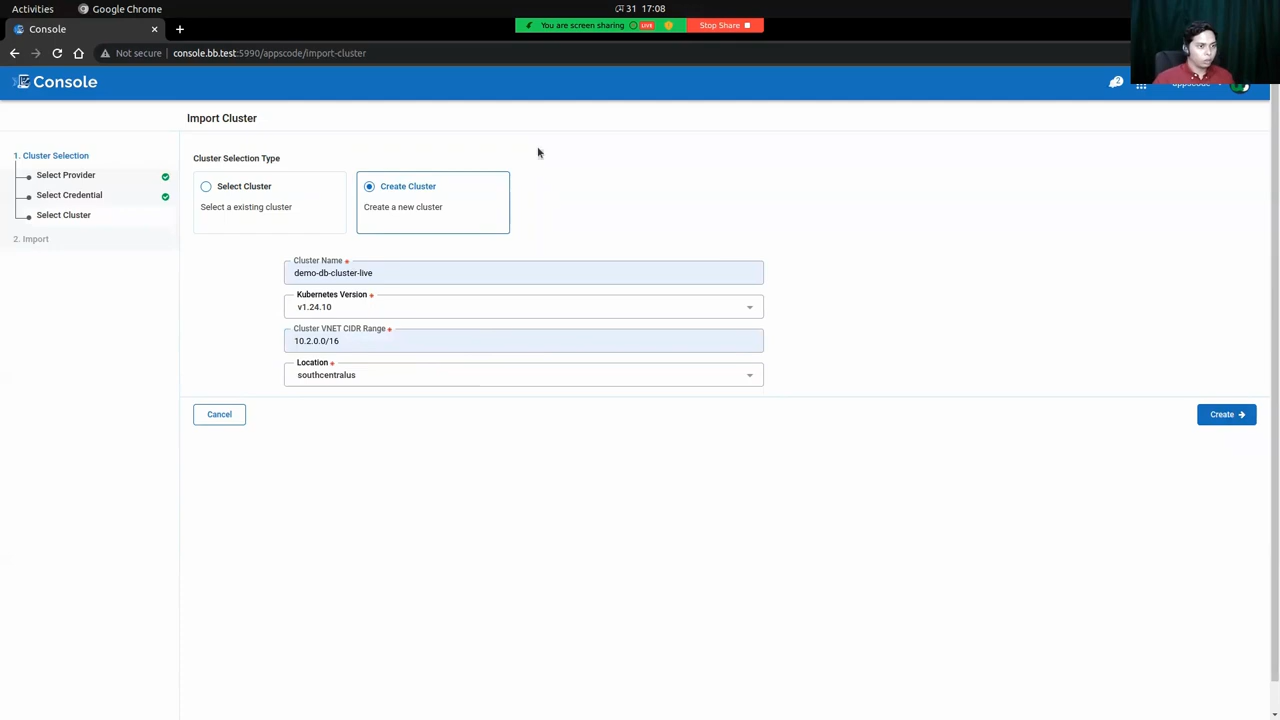 Activities
Google Chrome
31 17:08
Console
You are screen sharing
LIVE
Stop Share
Not secure
console.bb.test:5990/appscode/import-cluster
Console
2
Import Cluster
1. Cluster Selection
Select Provider
Select Credential
Select Cluster
2. Import
Cluster Selection Type
Select Cluster
Select a existing cluster
Create Cluster
Create a new cluster
Cluster Name *
demo-db-cluster-live
Kubernetes Version *
v1.24.10
Cluster VNET CIDR Range *
10.2.0.0/16
Location *
southcentralus
Cancel
Create